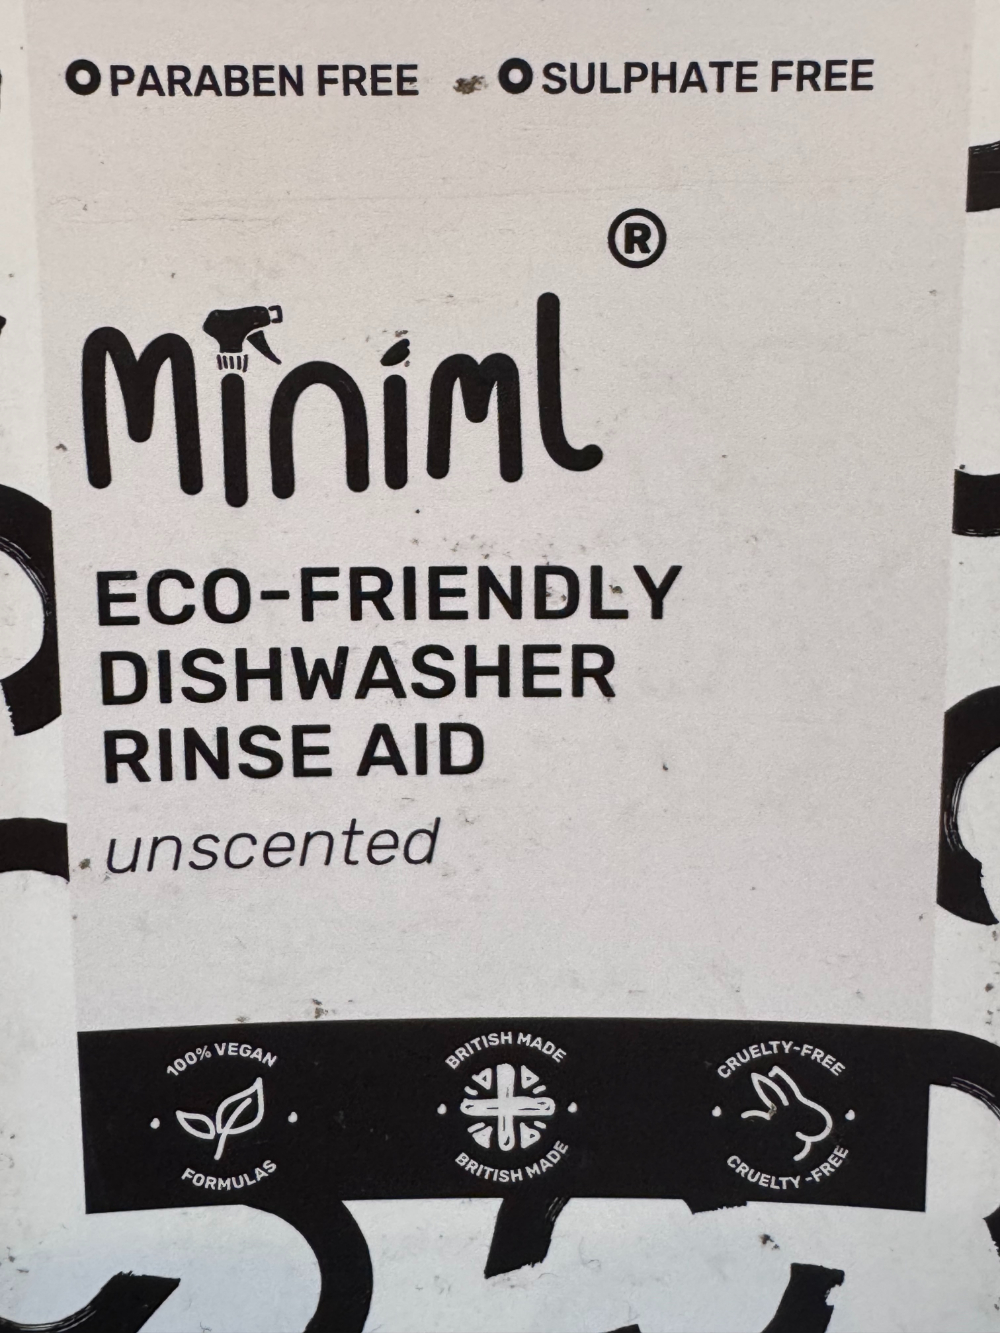 PARABEN FREE SULPHATE FREE
®
Miniml
ECO-FRIENDLY
DISHWASHER
RINSE AID
unscented
100% VEGAN
FORMULAS
BRITISH MADE
BRITISH MADE
CRUELTY-FREE
CRUELTY-FREE